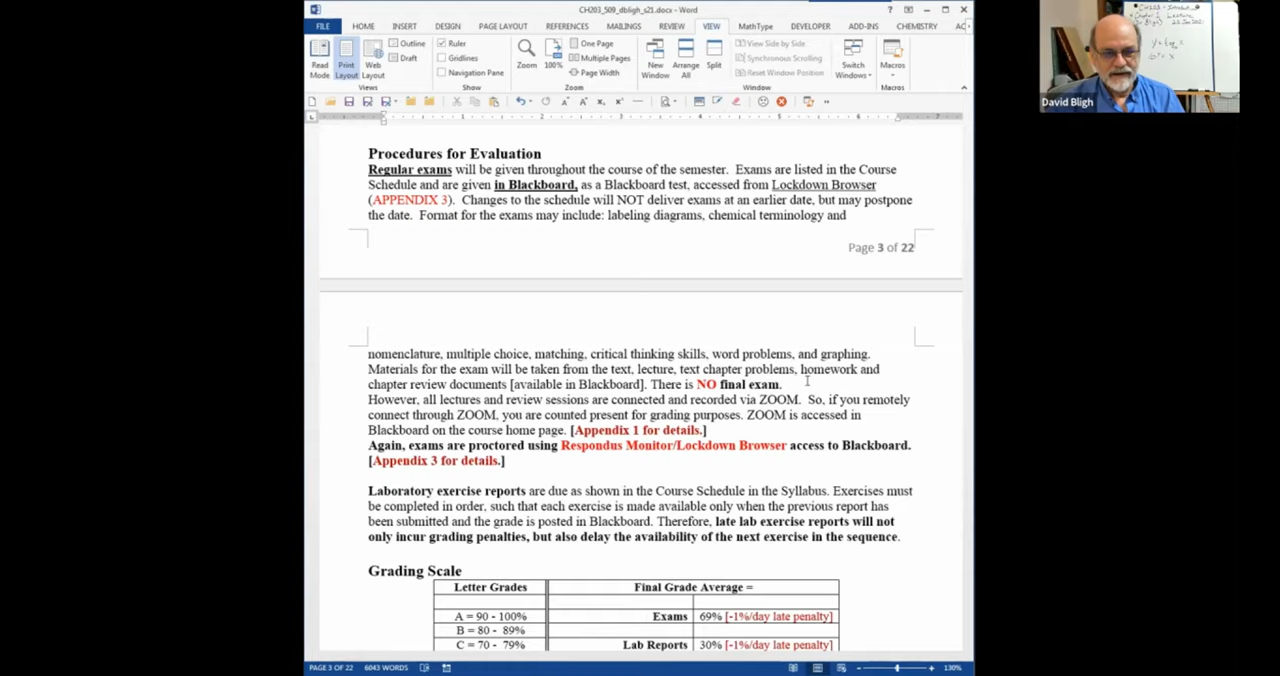 CH203_509_dbligh_s21.docx - Word
FILE HOME INSERT DESIGN PAGE LAYOUT REFERENCES MAILINGS REVIEW VIEW MathType DEVELOPER ADD-INS CHEMISTRY AC
Read Mode
Print Layout
Web Layout
Outline
Draft
Views
Ruler
Gridlines
Navigation Pane
Show
Zoom
100%
One Page
Multiple Pages
Page Width
Zoom
New Window
Arrange All
Split
View Side by Side
Synchronous Scrolling
Reset Window Position
Window
Switch Windows
Macros
Macros
David Bligh
Procedures for Evaluation
Regular exams will be given throughout the course of the semester. Exams are listed in the Course
Schedule and are given in Blackboard, as a Blackboard test, accessed from Lockdown Browser
(APPENDIX 3). Changes to the schedule will NOT deliver exams at an earlier date, but may postpone
the date. Format for the exams may include: labeling diagrams, chemical terminology and
Page 3 of 22
nomenclature, multiple choice, matching, critical thinking skills, word problems, and graphing.
Materials for the exam will be taken from the text, lecture, text chapter problems, homework and
chapter review documents [available in Blackboard]. There is NO final exam.
However, all lectures and review sessions are connected and recorded via ZOOM. So, if you remotely
connect through ZOOM, you are counted present for grading purposes. ZOOM is accessed in
Blackboard on the course home page. [Appendix 1 for details.]
Again, exams are proctored using Respondus Monitor/Lockdown Browser access to Blackboard.
[Appendix 3 for details.]
Laboratory exercise reports are due as shown in the Course Schedule in the Syllabus. Exercises must
be completed in order, such that each exercise is made available only when the previous report has
been submitted and the grade is posted in Blackboard. Therefore, late lab exercise reports will not
only incur grading penalties, but also delay the availability of the next exercise in the sequence.
Grading Scale
Letter Grades Final Grade Average =
A = 90 - 100% Exams 69% [-1%/day late penalty]
B = 80 - 89%
C = 70 - 79% Lab Reports 30% [-1%/day late penalty]
PAGE 3 OF 22 6043 WORDS 130%